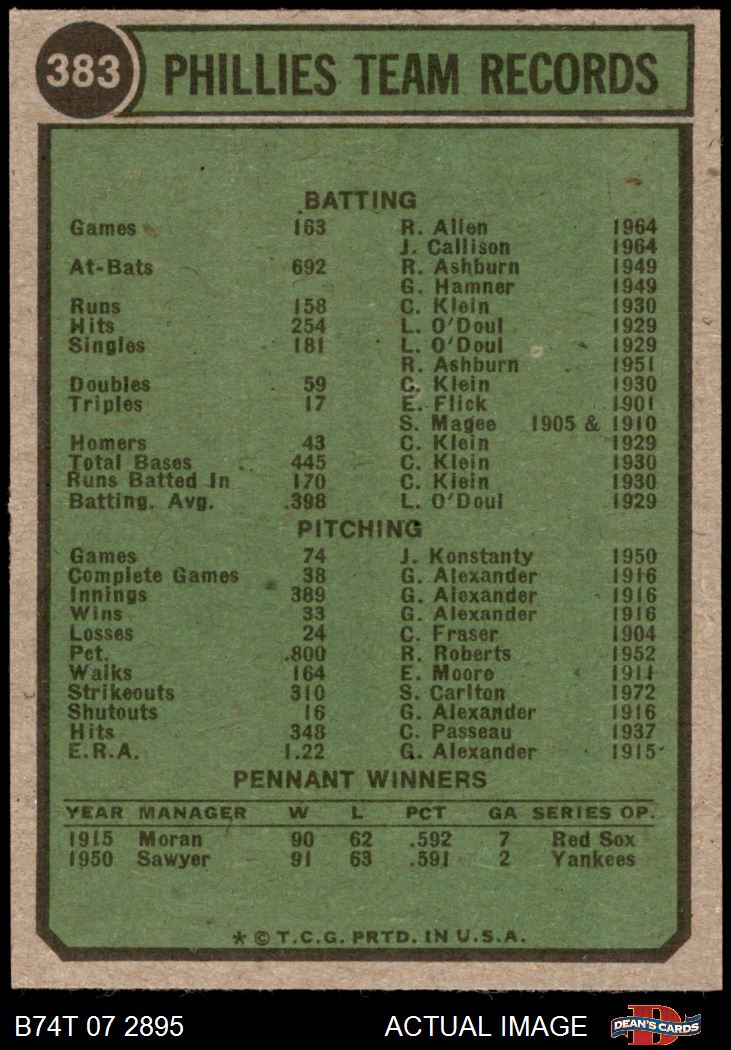 383 PHILLIES TEAM RECORDS
BATTING
Games 163 R. Allen 1964
J. Callison 1964
At-Bats 692 R. Ashburn 1949
G. Hamner 1949
Runs 158 C. Klein 1930
Hits 254 L. O'Doul 1929
Singles 181 L. O'Doul 1929
R. Ashburn 1951
Doubles 59 C. Klein 1930
Triples 17 E. Flick 1901
S. Magee 1905 & 1910
Homers 43 C. Klein 1929
Total Bases 445 C. Klein 1930
Runs Batted In 170 C. Klein 1930
Batting. Avg. .398 L. O'Doul 1929
PITCHING
Games 74 J. Konstanty 1950
Complete Games 38 G. Alexander 1916
Innings 389 G. Alexander 1916
Wins 33 G. Alexander 1916
Losses 24 C. Fraser 1904
Pct. .800 R. Roberts 1952
Walks 164 E. Moore 1911
Strikeouts 310 S. Carlton 1972
Shutouts 16 G. Alexander 1916
Hits 348 C. Passeau 1937
E.R.A. 1.22 G. Alexander 1915
PENNANT WINNERS
YEAR MANAGER W L PCT GA SERIES OP.
1915 Moran 90 62 .592 7 Red Sox
1950 Sawyer 91 63 .591 2 Yankees
* © T.C.G. PRTD. IN U.S.A.
B74T 07 2895 ACTUAL IMAGE D DEAN'S CARDS